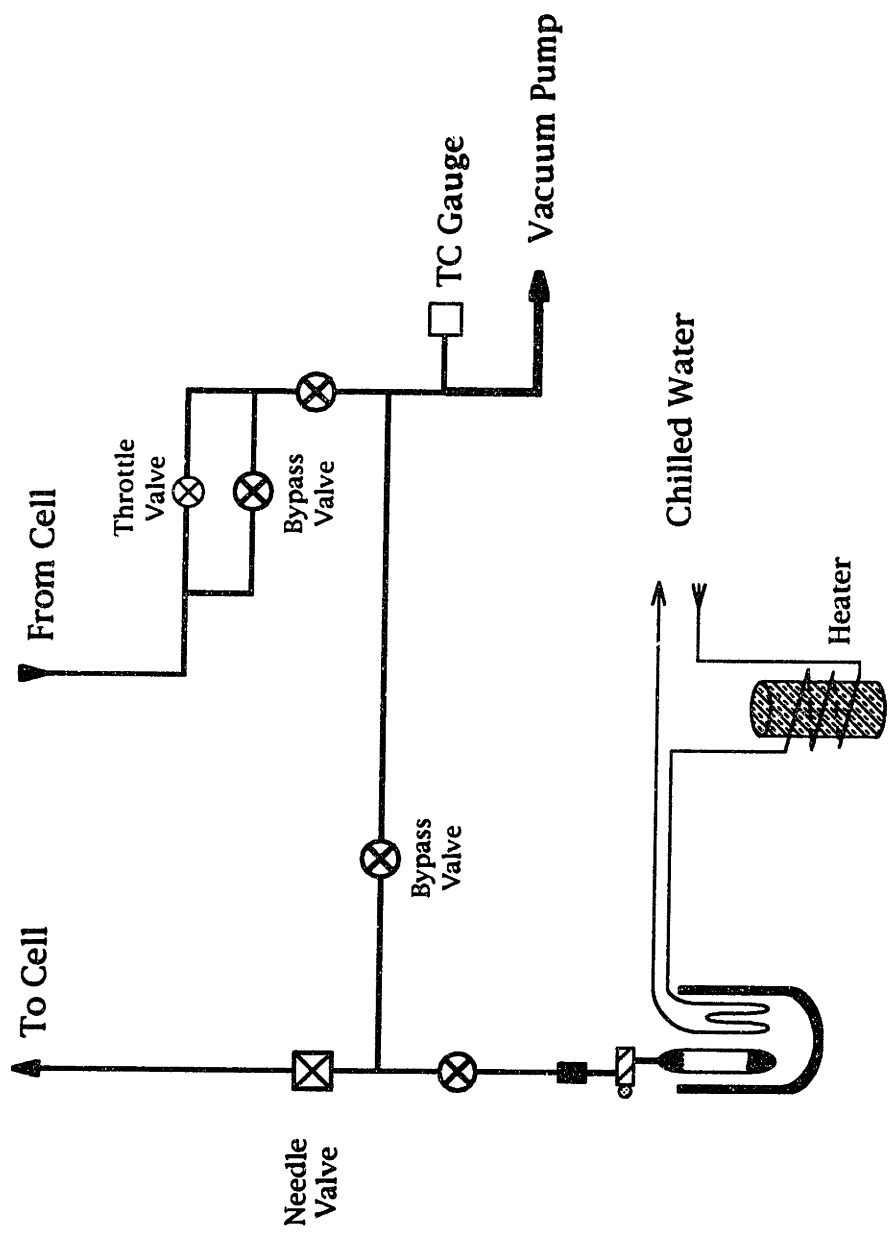 To Cell
From Cell
Needle
Valve
Throttle
Valve
Bypass
Valve
Bypass
Valve
TC Gauge
Vacuum Pump
Chilled Water
Heater